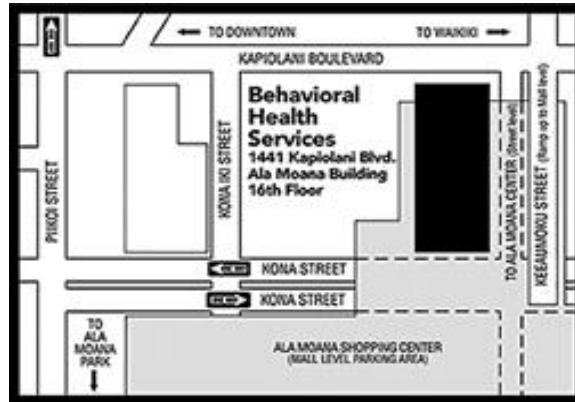 TO DOWNTOWN
TO WAIKIKI
KAPIOLANI BOULEVARD
PIIKOI STREET
KONA IKI STREET
Behavioral
Health
Services
1441 Kapiolani Blvd.
Ala Moana Building
16th Floor
TO ALA MOANA CENTER (Street level)
KEEAUMOKU STREET (Ramp up to Mall level)
KONA STREET
KONA STREET
TO
ALA
MOANA
PARK
ALA MOANA SHOPPING CENTER
(MALL LEVEL PARKING AREA)